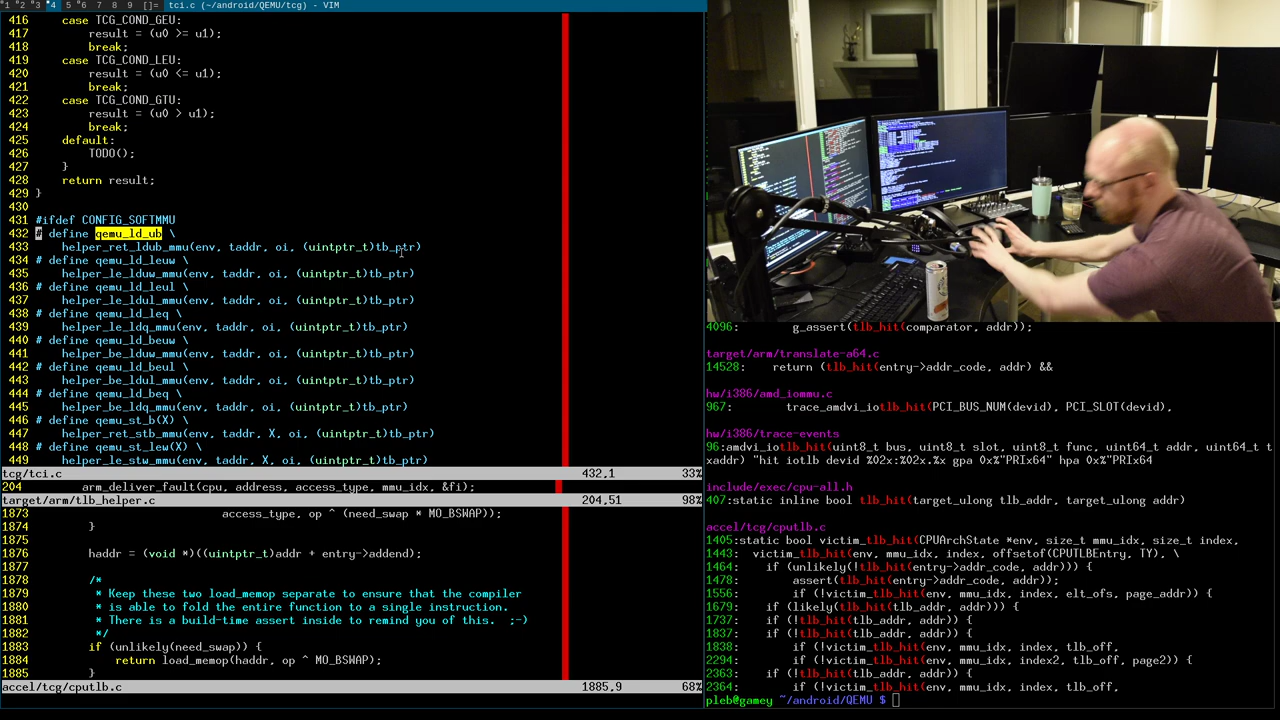 1 2 3 4 5 6 7 8 9 []= tci.c (~/android/QEMU/tcg) - VIM
416     case TCG_COND_GEU:
417         result = (u0 >= u1);
418         break;
419     case TCG_COND_LEU:
420         result = (u0 <= u1);
421         break;
422     case TCG_COND_GTU:
423         result = (u0 > u1);
424         break;
425     default:
426         TODO();
427     }
428     return result;
429 }
430
431 #ifdef CONFIG_SOFTMMU
432 # define qemu_ld_ub \
433     helper_ret_ldub_mmu(env, taddr, oi, (uintptr_t)tb_ptr)
434 # define qemu_ld_leuw \
435     helper_le_lduw_mmu(env, taddr, oi, (uintptr_t)tb_ptr)
436 # define qemu_ld_leul \
437     helper_le_ldul_mmu(env, taddr, oi, (uintptr_t)tb_ptr)
438 # define qemu_ld_leq \
439     helper_le_ldq_mmu(env, taddr, oi, (uintptr_t)tb_ptr)
440 # define qemu_ld_beuw \
441     helper_be_lduw_mmu(env, taddr, oi, (uintptr_t)tb_ptr)
442 # define qemu_ld_beul \
443     helper_be_ldul_mmu(env, taddr, oi, (uintptr_t)tb_ptr)
444 # define qemu_ld_beq \
445     helper_be_ldq_mmu(env, taddr, oi, (uintptr_t)tb_ptr)
446 # define qemu_st_b(X) \
447     helper_ret_stb_mmu(env, taddr, X, oi, (uintptr_t)tb_ptr)
448 # define qemu_st_lew(X) \
449     helper_le_stw_mmu(env, taddr, X, oi, (uintptr_t)tb_ptr)
tcg/tci.c 432,1 33%
204        arm_deliver_fault(cpu, address, access_type, mmu_idx, &fi);
target/arm/tlb_helper.c 204,51 98%
1873                             access_type, op ^ (need_swap * MO_BSWAP));
1874         }
1875
1876         haddr = (void *)((uintptr_t)addr + entry->addend);
1877
1878         /*
1879          * Keep these two load_memop separate to ensure that the compiler
1880          * is able to fold the entire function to a single instruction.
1881          * There is a build-time assert inside to remind you of this.  ;-)
1882          */
1883         if (unlikely(need_swap)) {
1884             return load_memop(haddr, op ^ MO_BSWAP);
1885         }
accel/tcg/cputlb.c 1885,9 68%
4096:        g_assert(tlb_hit(comparator, addr));
target/arm/translate-a64.c
14528:    return (tlb_hit(entry->addr_code, addr) &&
hw/i386/amd_iommu.c
967:        trace_amdvi_iotlb_hit(PCI_BUS_NUM(devid), PCI_SLOT(devid),
hw/i386/trace-events
96:amdvi_iotlb_hit(uint8_t bus, uint8_t slot, uint8_t func, uint64_t addr, uint64_t t
xaddr) "hit iotlb devid %02x:%02x.%x gpa 0x%"PRIx64" hpa 0x%"PRIx64
include/exec/cpu-all.h
407:static inline bool tlb_hit(target_ulong tlb_addr, target_ulong addr)
accel/tcg/cputlb.c
1405:static bool victim_tlb_hit(CPUArchState *env, size_t mmu_idx, size_t index,
1443:  victim_tlb_hit(env, mmu_idx, index, offsetof(CPUTLBEntry, TY), \
1464:    if (unlikely(!tlb_hit(entry->addr_code, addr))) {
1478:        assert(tlb_hit(entry->addr_code, addr));
1556:        if (!victim_tlb_hit(env, mmu_idx, index, elt_ofs, page_addr)) {
1679:    if (likely(tlb_hit(tlb_addr, addr))) {
1737:    if (!tlb_hit(tlb_addr, addr)) {
1837:    if (!tlb_hit(tlb_addr, addr)) {
1838:        if (!victim_tlb_hit(env, mmu_idx, index, tlb_off,
2294:        if (!victim_tlb_hit(env, mmu_idx, index2, tlb_off, page2)) {
2363:    if (!tlb_hit(tlb_addr, addr)) {
2364:        if (!victim_tlb_hit(env, mmu_idx, index, tlb_off,
pleb@gamey ~/android/QEMU $